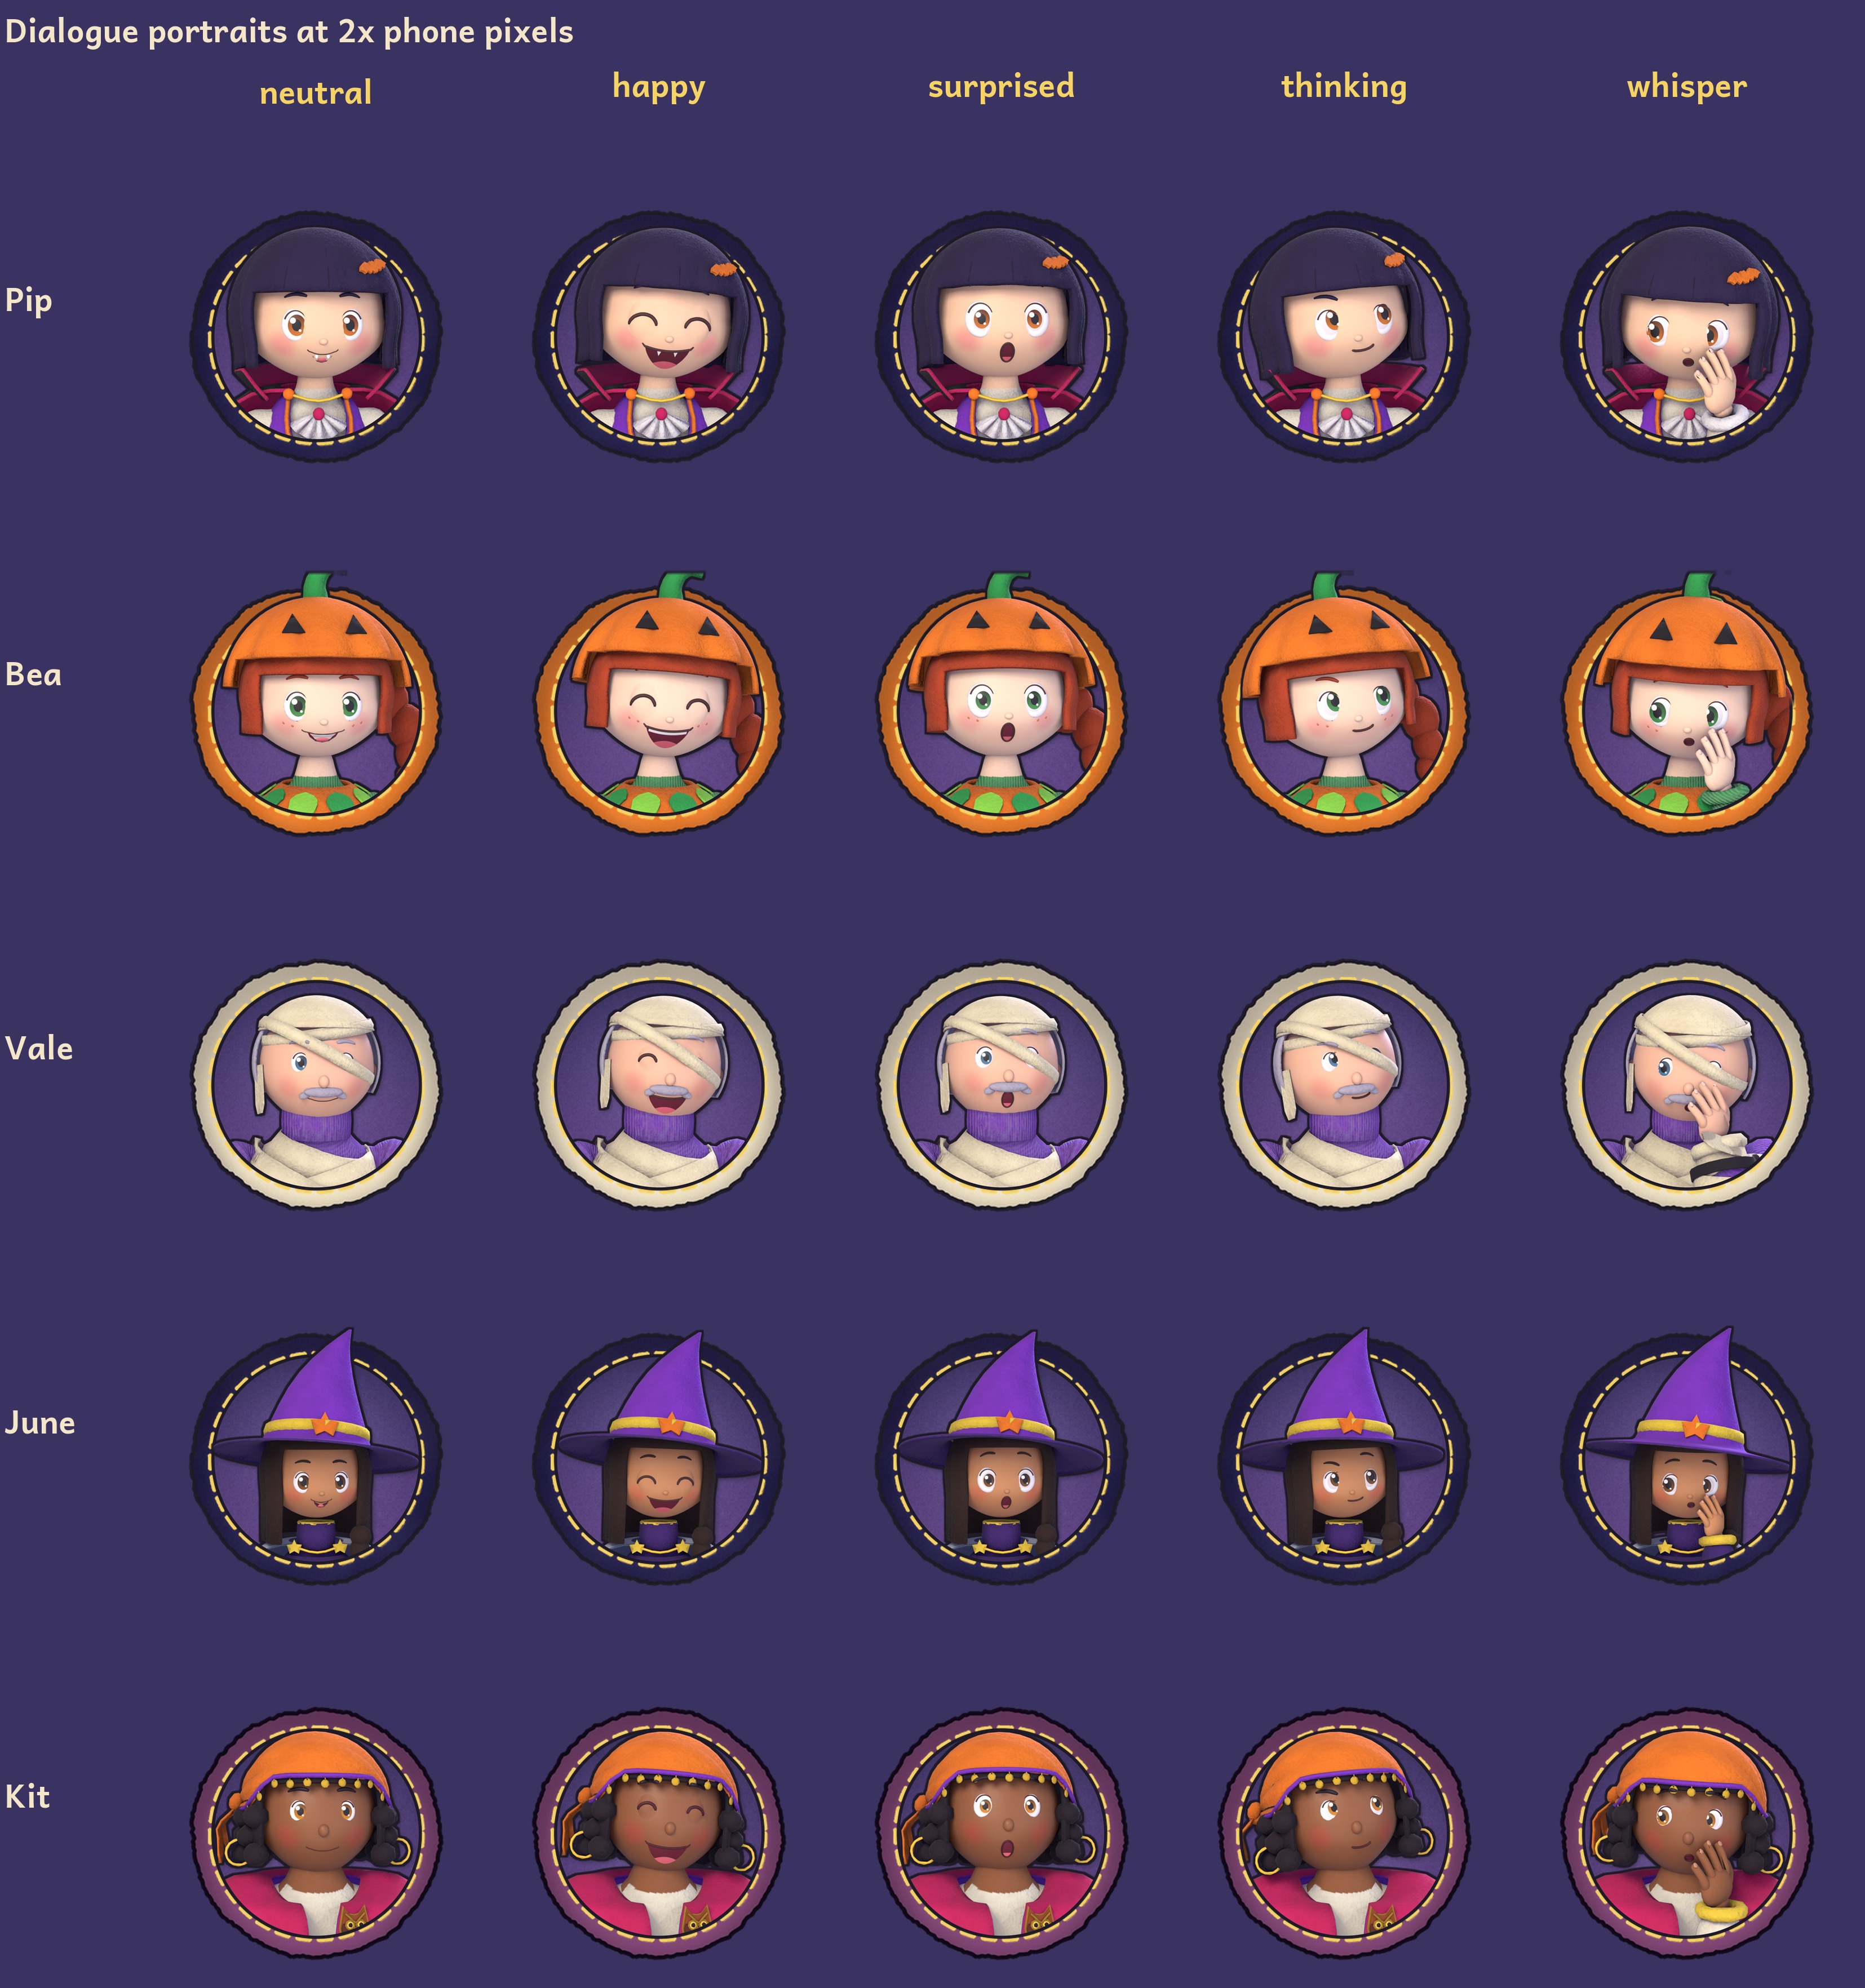 Dialogue portraits at 2x phone pixels
neutral happy surprised thinking whisper
Pip
Bea
Vale
June
Kit